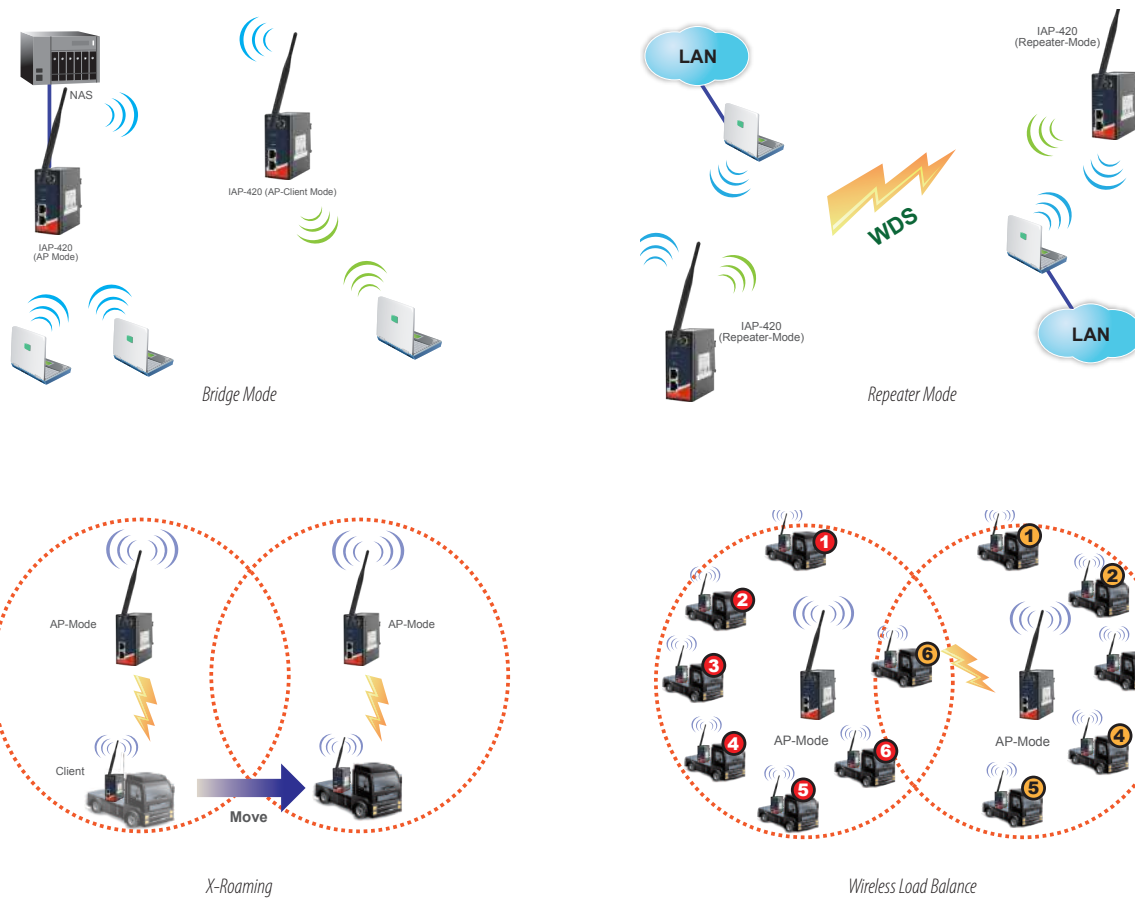 NAS
IAP-420 (AP-Client Mode)
IAP-420
(AP Mode)
Bridge Mode
LAN
IAP-420
(Repeater-Mode)
WDS
IAP-420
(Repeater-Mode)
LAN
Repeater Mode
AP-Mode
AP-Mode
Client
Move
X-Roaming
1
2
3
4
5
6
AP-Mode
1
2
6
4
5
AP-Mode
Wireless Load Balance